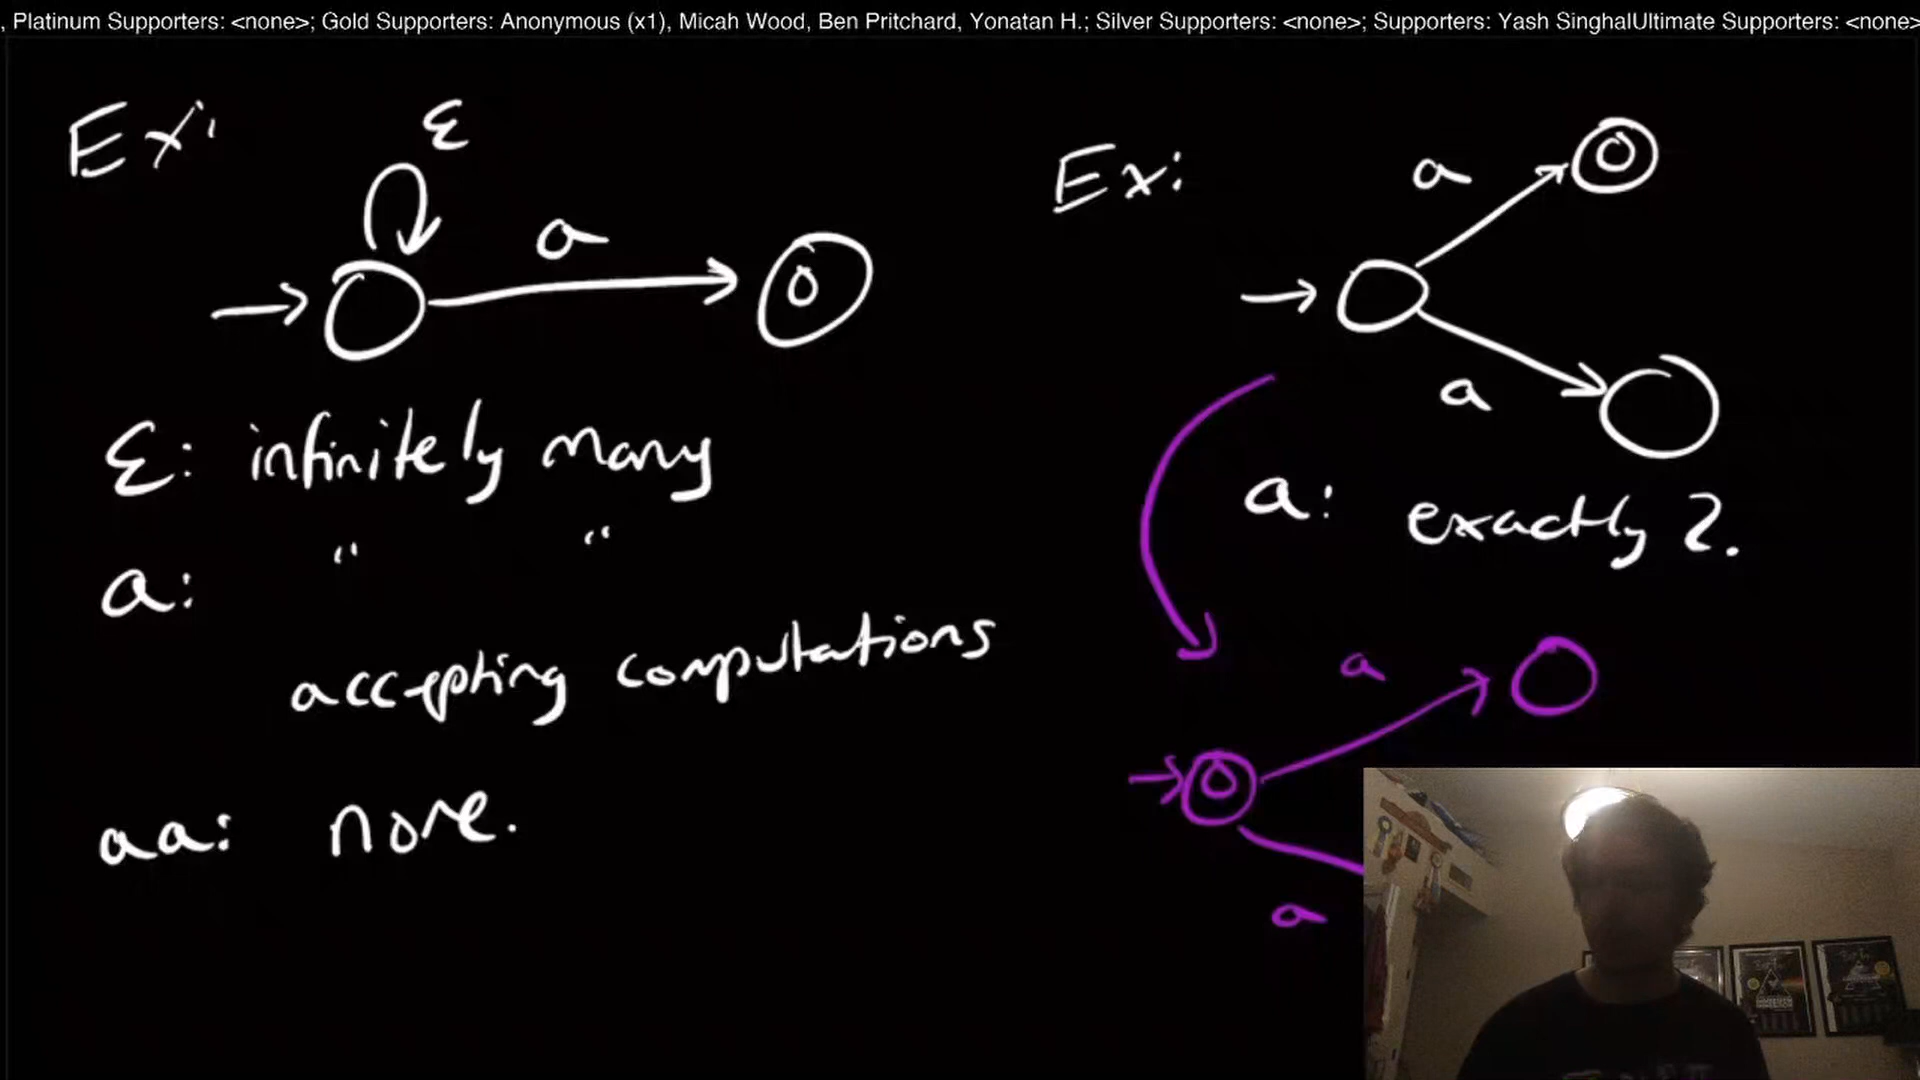 , Platinum Supporters: <none>; Gold Supporters: Anonymous (x1), Micah Wood, Ben Pritchard, Yonatan H.; Silver Supporters: <none>; Supporters: Yash SinghalUltimate Supporters: <none>
Ex:
ε
a
ε: infinitely many
a: " "
accepting computations
aa: none.
Ex:
a
a
a: exactly 2.
a
a